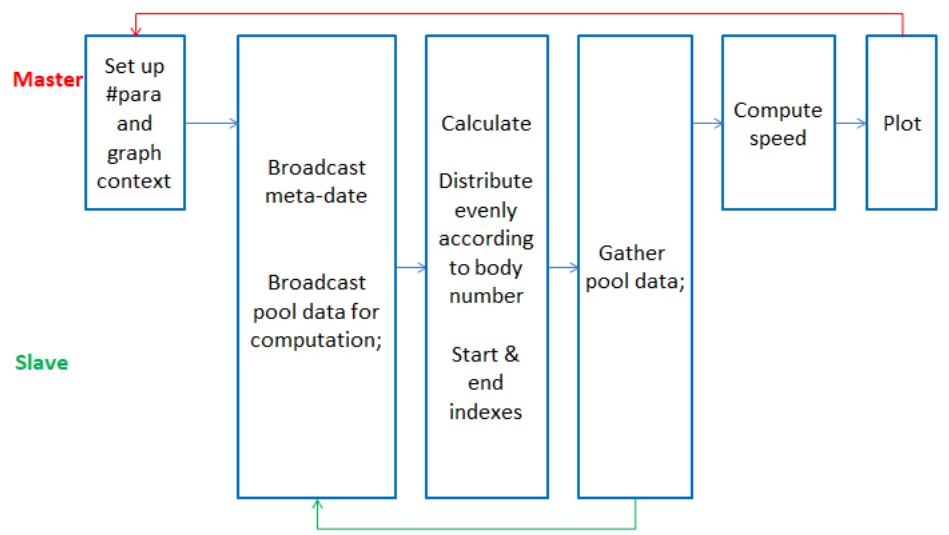 Master
Set up
#para
and
graph
context
Broadcast
meta-date
Broadcast
pool data for
computation;
Calculate
Distribute
evenly
according
to body
number
Start &
end
indexes
Gather
pool data;
Compute
speed
Plot
Slave